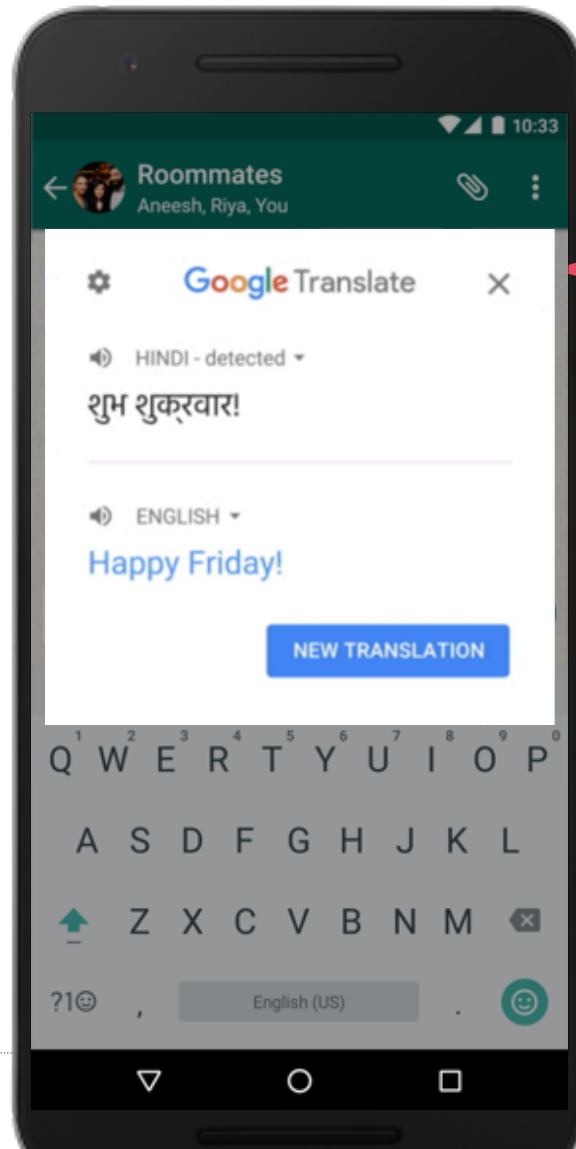 10:33
Roommates
Aneesh, Riya, You
Google Translate
HINDI - detected
शुभ शुक्रवार!
ENGLISH
Happy Friday!
NEW TRANSLATION
1 2 3 4 5 6 7 8 9 0
Q W E R T Y U I O P
A S D F G H J K L
Z X C V B N M
?1☺ , English (US) .